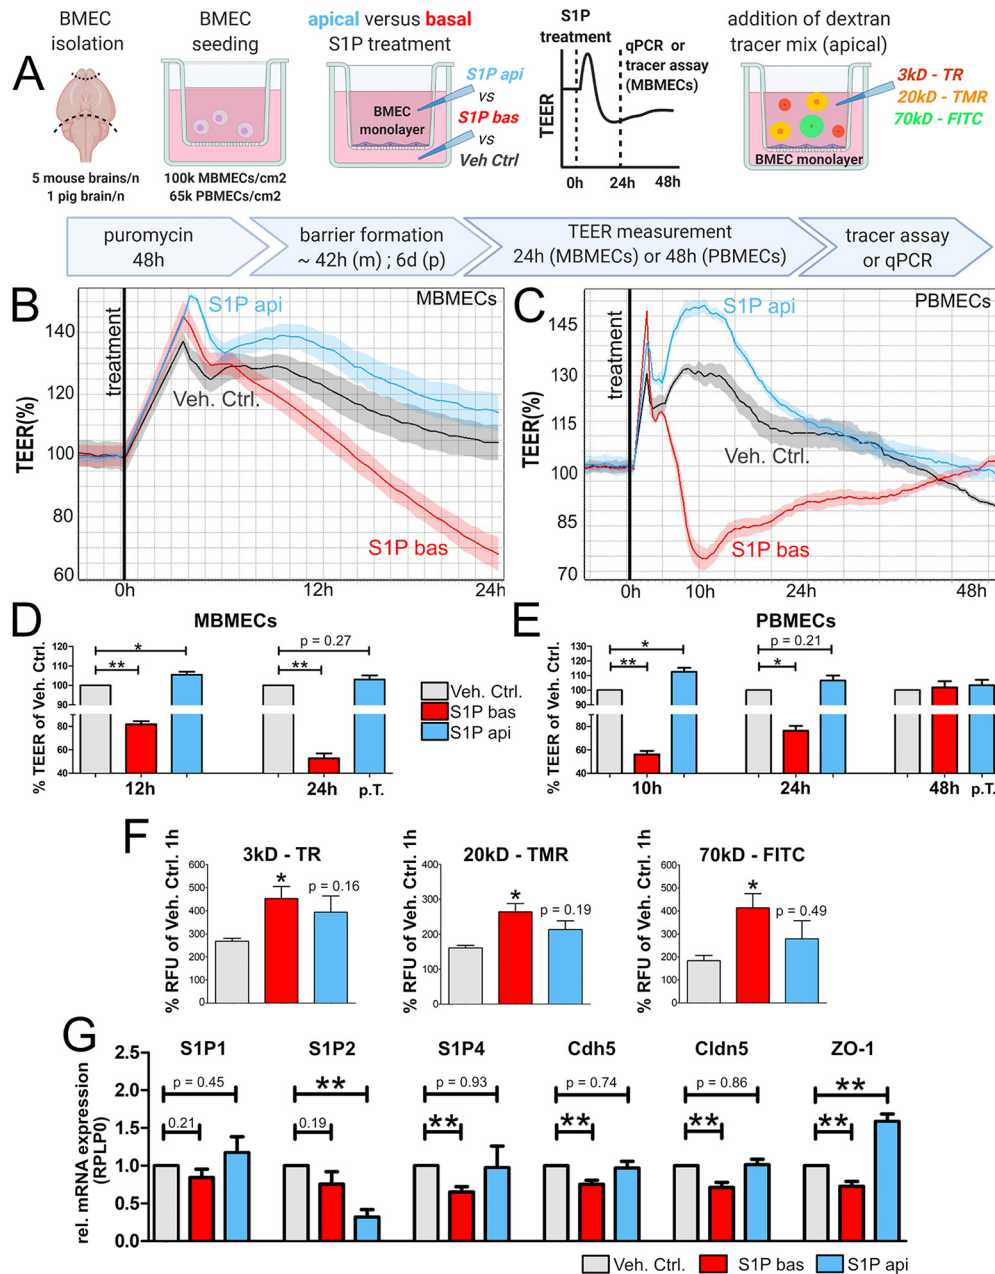 A
BMEC
isolation
5 mouse brains/n
1 pig brain/n
BMEC
seeding
100k MBMECs/cm2
65k PBMECs/cm2
apical versus basal
S1P treatment
S1P api
vs
S1P bas
vs
Veh Ctrl
BMEC
monolayer
S1P
treatment
qPCR or
tracer assay
(MBMECs)
TEER
0h 24h 48h
addition of dextran
tracer mix (apical)
3kD - TR
20kD - TMR
70kD - FITC
BMEC monolayer
puromycin
48h
barrier formation
~ 42h (m) ; 6d (p)
TEER measurement
24h (MBMECs) or 48h (PBMECs)
tracer assay
or qPCR
B
MBMECs
treatment
S1P api
Veh. Ctrl.
S1P bas
TEER(%)
140
120
100
80
60
0h 12h 24h
C
PBMECs
treatment
S1P api
Veh. Ctrl.
S1P bas
TEER(%)
145
130
115
100
85
70
0h 10h 24h 48h
D
MBMECs
% TEER of Veh. Ctrl.
120
110
100
90
80
60
40
*
**
p = 0.27
**
12h 24h p.T.
Veh. Ctrl.
S1P bas
S1P api
E
PBMECs
% TEER of Veh. Ctrl.
130
120
110
100
90
80
60
40
*
**
p = 0.21
*
10h 24h 48h p.T.
F
3kD - TR
% RFU of Veh. Ctrl. 1h
600
500
400
300
200
100
0
*
p = 0.16
20kD - TMR
% RFU of Veh. Ctrl. 1h
400
300
200
100
0
*
p = 0.19
70kD - FITC
% RFU of Veh. Ctrl. 1h
600
500
400
300
200
100
0
*
p = 0.49
G
rel. mRNA expression
(RPLP0)
2.5
2.0
1.5
1.0
0.5
0.0
S1P1 S1P2 S1P4 Cdh5 Cldn5 ZO-1
p = 0.45 ** p = 0.93 p = 0.74 p = 0.86 **
0.21 0.19 ** ** ** **
Veh. Ctrl. S1P bas S1P api